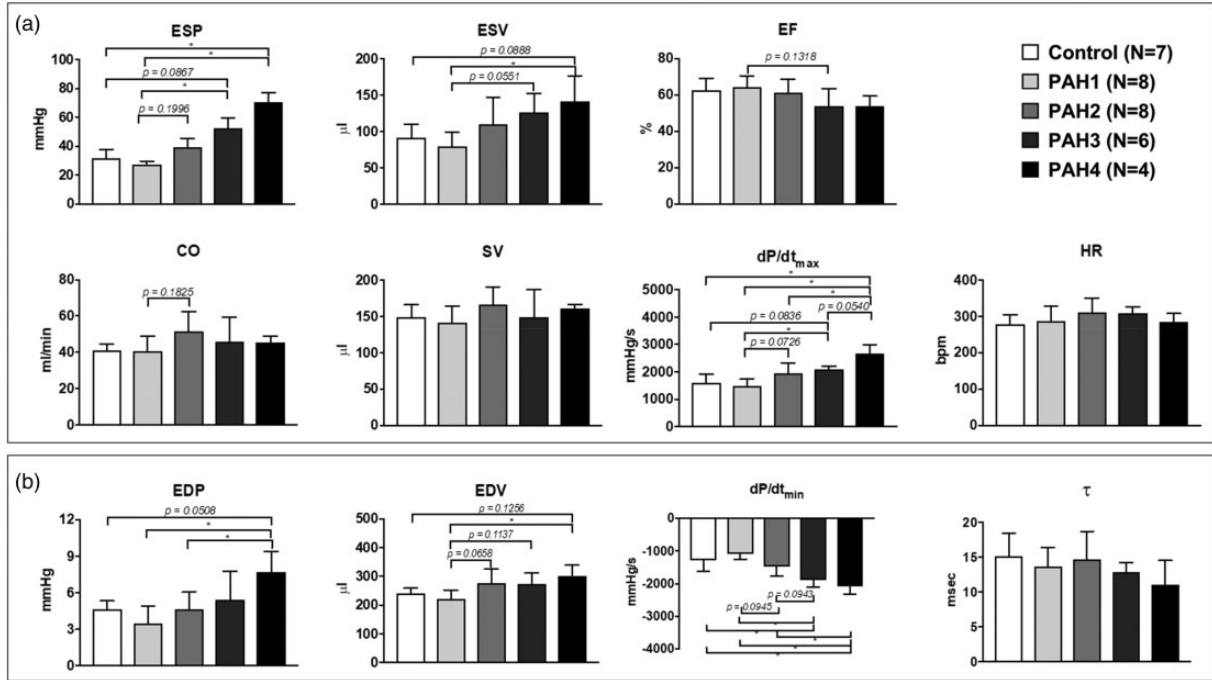 (a)
ESP
mmHg
100
80
60
40
20
0
*
*
p = 0.0867
*
p = 0.1996
ESV
µl
200
150
100
50
0
p = 0.0888
*
p = 0.0551
EF
%
80
60
40
20
0
p = 0.1318
Control (N=7)
PAH1 (N=8)
PAH2 (N=8)
PAH3 (N=6)
PAH4 (N=4)
CO
ml/min
80
60
40
20
0
p = 0.1825
SV
µl
200
150
100
50
0
dP/dtmax
mmHg/s
5000
4000
3000
2000
1000
0
*
*
*
p = 0.0540
p = 0.0836
*
p = 0.0726
HR
bpm
400
300
200
100
0
(b)
EDP
mmHg
12
9
6
3
0
p = 0.0508
*
*
EDV
µl
500
400
300
200
100
0
p = 0.1256
*
p = 0.1137
p = 0.0658
dP/dtmin
mmHg/s
0
-1000
-2000
-3000
-4000
p = 0.0943
p = 0.0945
*
*
*
*
*
τ
msec
20
15
10
5
0